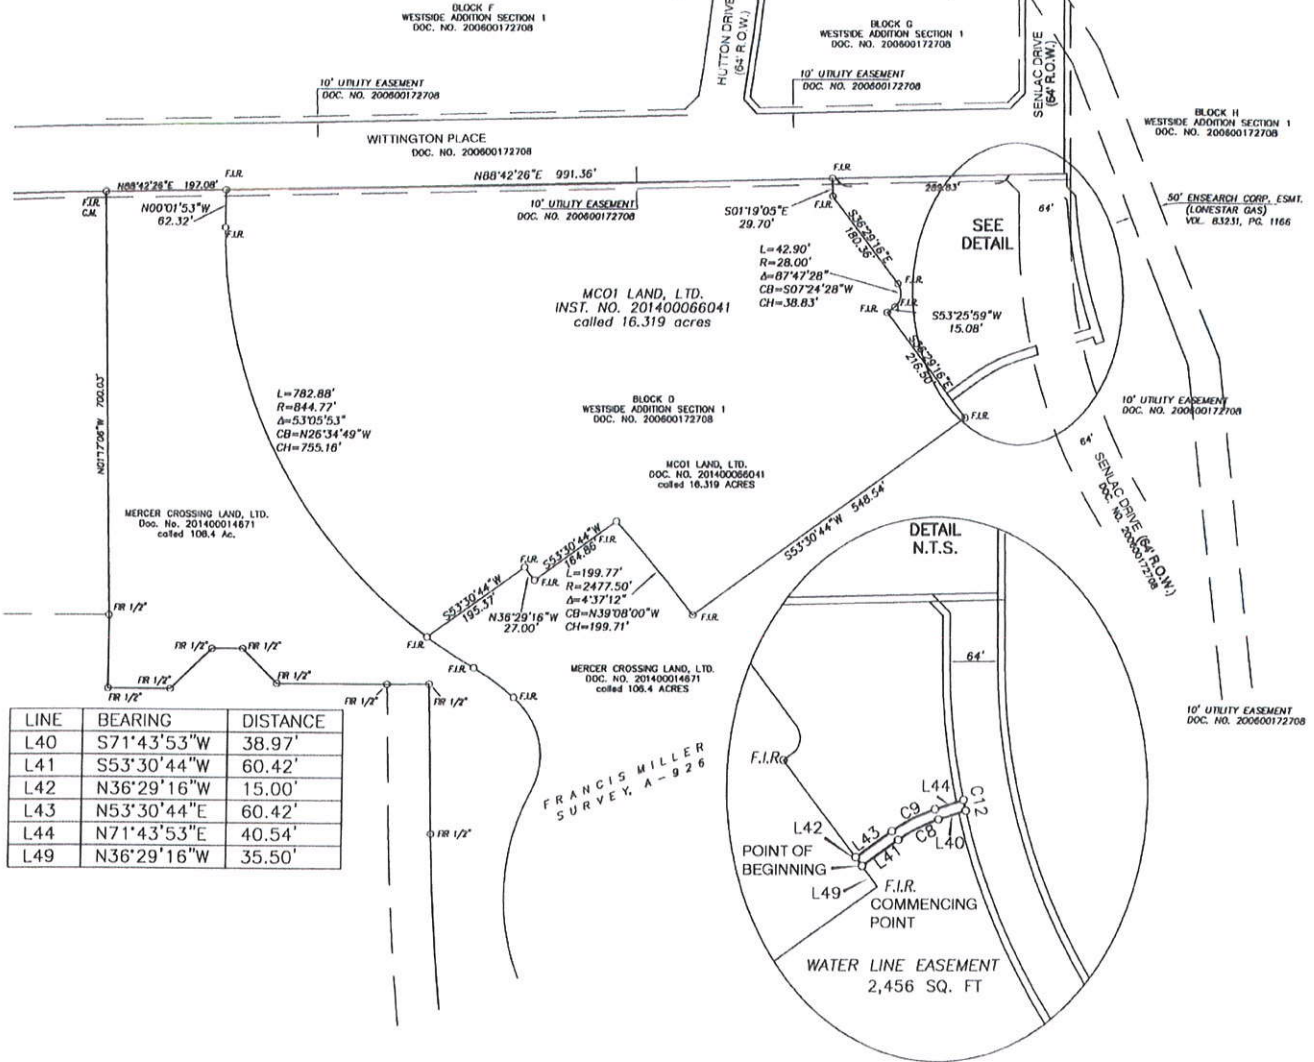 BLOCK F
WESTSIDE ADDITION SECTION 1
DOC. NO. 200600172708
HUTTON DRIVE
(64' R.O.W.)
BLOCK G
WESTSIDE ADDITION SECTION 1
DOC. NO. 200600172708
SENLAC DRIVE
(64' R.O.W.)
10' UTILITY EASEMENT
DOC. NO. 200600172708
10' UTILITY EASEMENT
DOC. NO. 200600172708
BLOCK H
WESTSIDE ADDITION SECTION 1
DOC. NO. 200600172708
WITTINGTON PLACE
DOC. NO. 200600172708
N88°42'26"E 197.08'
F.I.R.
N88°42'26"E 991.36'
F.I.R.
289.83'
F.I.R.
C.M.
N00°01'53"W
62.32'
F.I.R.
10' UTILITY EASEMENT
DOC. NO. 200600172708
S01°19'05"E
29.70'
F.I.R.
S36°29'16"E
180.36'
64'
SEE
DETAIL
50' ENSEARCH CORP. ESMT.
(LONESTAR GAS)
VOL. 83231, PG. 1166
L=42.90'
R=28.00'
Δ=87°47'28"
CB=S07°24'28"W
CH=38.83'
F.I.R.
F.I.R.
F.I.R.
S53°25'59"W
15.08'
MCO1 LAND, LTD.
INST. NO. 201400066041
called 16.319 acres
S36°29'16"E
216.50'
N01°17'06"W 700.03'
L=782.88'
R=844.77'
Δ=53°05'53"
CB=N26°34'49"W
CH=755.16'
BLOCK D
WESTSIDE ADDITION SECTION 1
DOC. NO. 200600172708
F.I.R.
10' UTILITY EASEMENT
DOC. NO. 200600172708
MCO1 LAND, LTD.
DOC. NO. 201400066041
called 16.319 ACRES
64'
SENLAC DRIVE (64' R.O.W.)
DOC. NO. 200600172708
S53°30'44"W 548.54'
MERCER CROSSING LAND, LTD.
Doc. No. 201400014671
called 106.4 Ac.
DETAIL
N.T.S.
S53°30'44"W
195.37'
F.I.R.
S53°30'44"W
164.86'
F.I.R.
F.I.R.
N36°29'16"W
27.00'
L=199.77'
R=2477.50'
Δ=4°37'12"
CB=N39°08'00"W
CH=199.71'
F.I.R.
FIR 1/2"
F.I.R.
64'
FIR 1/2"
FIR 1/2"
F.I.R.
MERCER CROSSING LAND, LTD.
DOC. NO. 201400014671
called 106.4 ACRES
FIR 1/2"
FIR 1/2"
FIR 1/2"
FIR 1/2"
F.I.R.
10' UTILITY EASEMENT
DOC. NO. 200600172708
LINE BEARING DISTANCE
L40 S71°43'53"W 38.97'
L41 S53°30'44"W 60.42'
L42 N36°29'16"W 15.00'
L43 N53°30'44"E 60.42'
L44 N71°43'53"E 40.54'
L49 N36°29'16"W 35.50'
FRANCIS MILLER
SURVEY, A-926
FIR 1/2"
F.I.R.
L44
C12
C9
L42
L43
C8
L40
L41
POINT OF
BEGINNING
L49
F.I.R.
COMMENCING
POINT
WATER LINE EASEMENT
2,456 SQ. FT